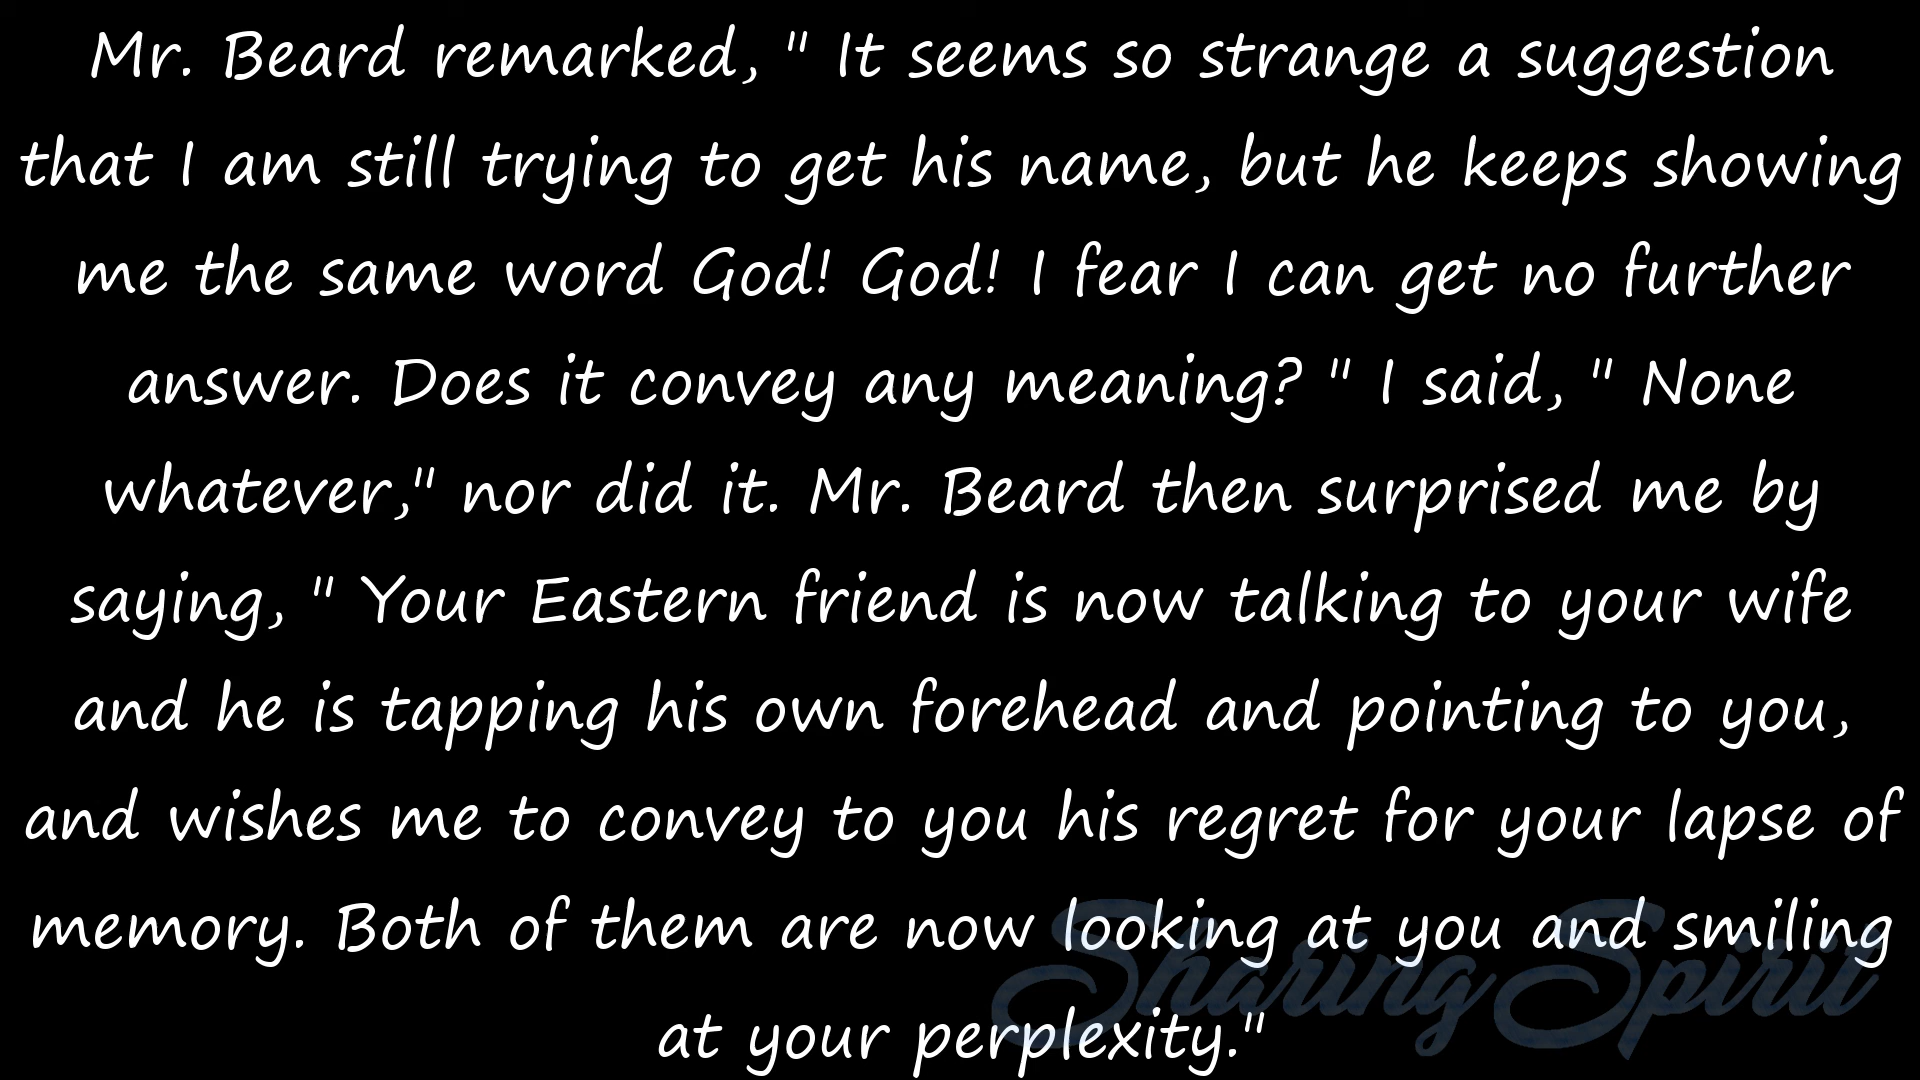 Mr. Beard remarked, " It seems so strange a suggestion
that I am still trying to get his name, but he keeps showing
me the same word God! God! I fear I can get no further
answer. Does it convey any meaning? " I said, " None
whatever," nor did it. Mr. Beard then surprised me by
saying, " Your Eastern friend is now talking to your wife
and he is tapping his own forehead and pointing to you,
and wishes me to convey to you his regret for your lapse of
memory. Both of them are now looking at you and smiling
at your perplexity."
Sharing Spirit